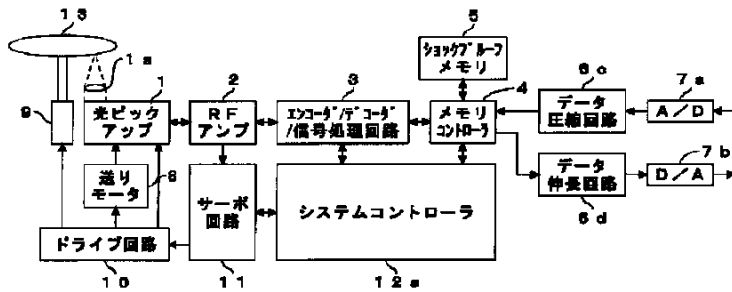 13
1a
9
1
光ピック
アップ
2
RF
アンプ
3
エンコーダ/デコーダ
/信号処理回路
5
ショックプルーフ
メモリ
4
メモリ
コントローラ
6c
データ
圧縮回路
7a
A/D
データ
伸長回路
6d
7b
D/A
送り
モータ
8
サーボ
回路
11
システムコントローラ
12a
ドライブ回路
10